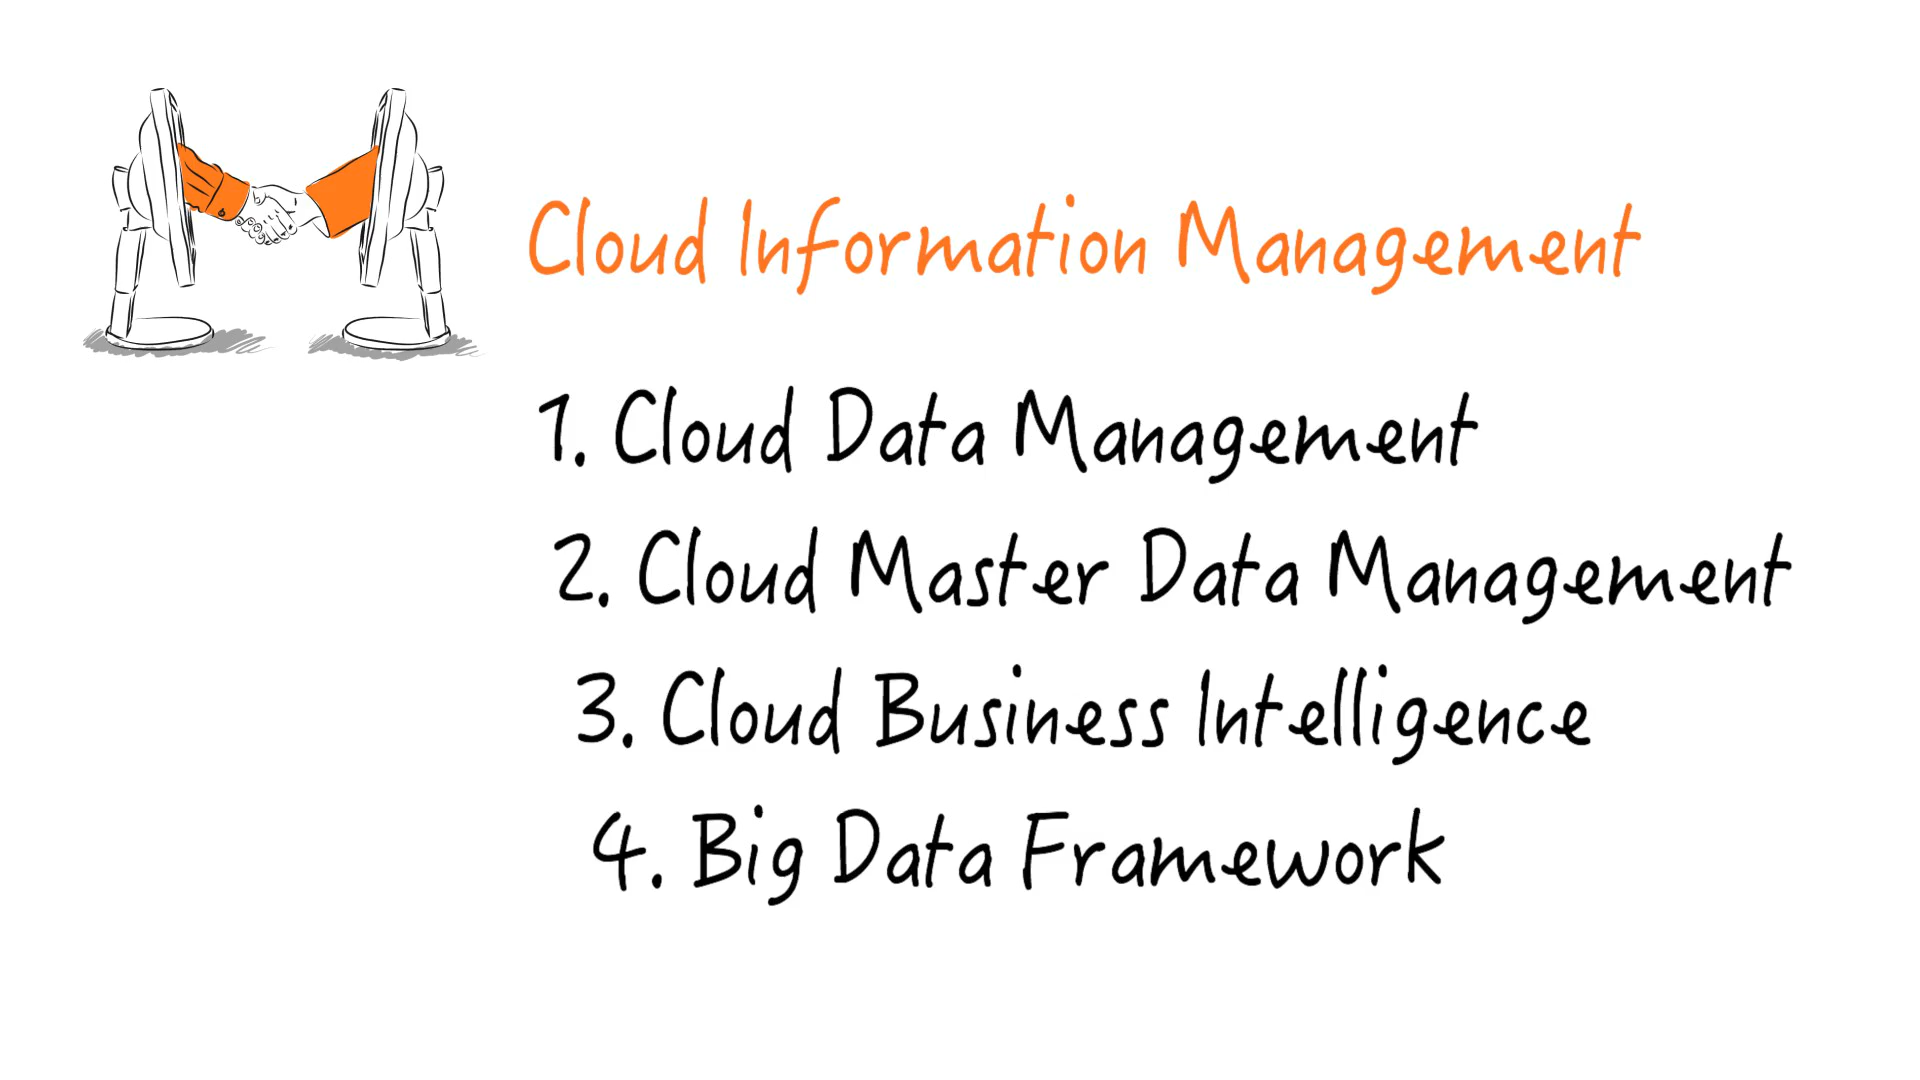 Cloud Information Management
1. Cloud Data Management
2. Cloud Master Data Management
3. Cloud Business Intelligence
4. Big Data Framework